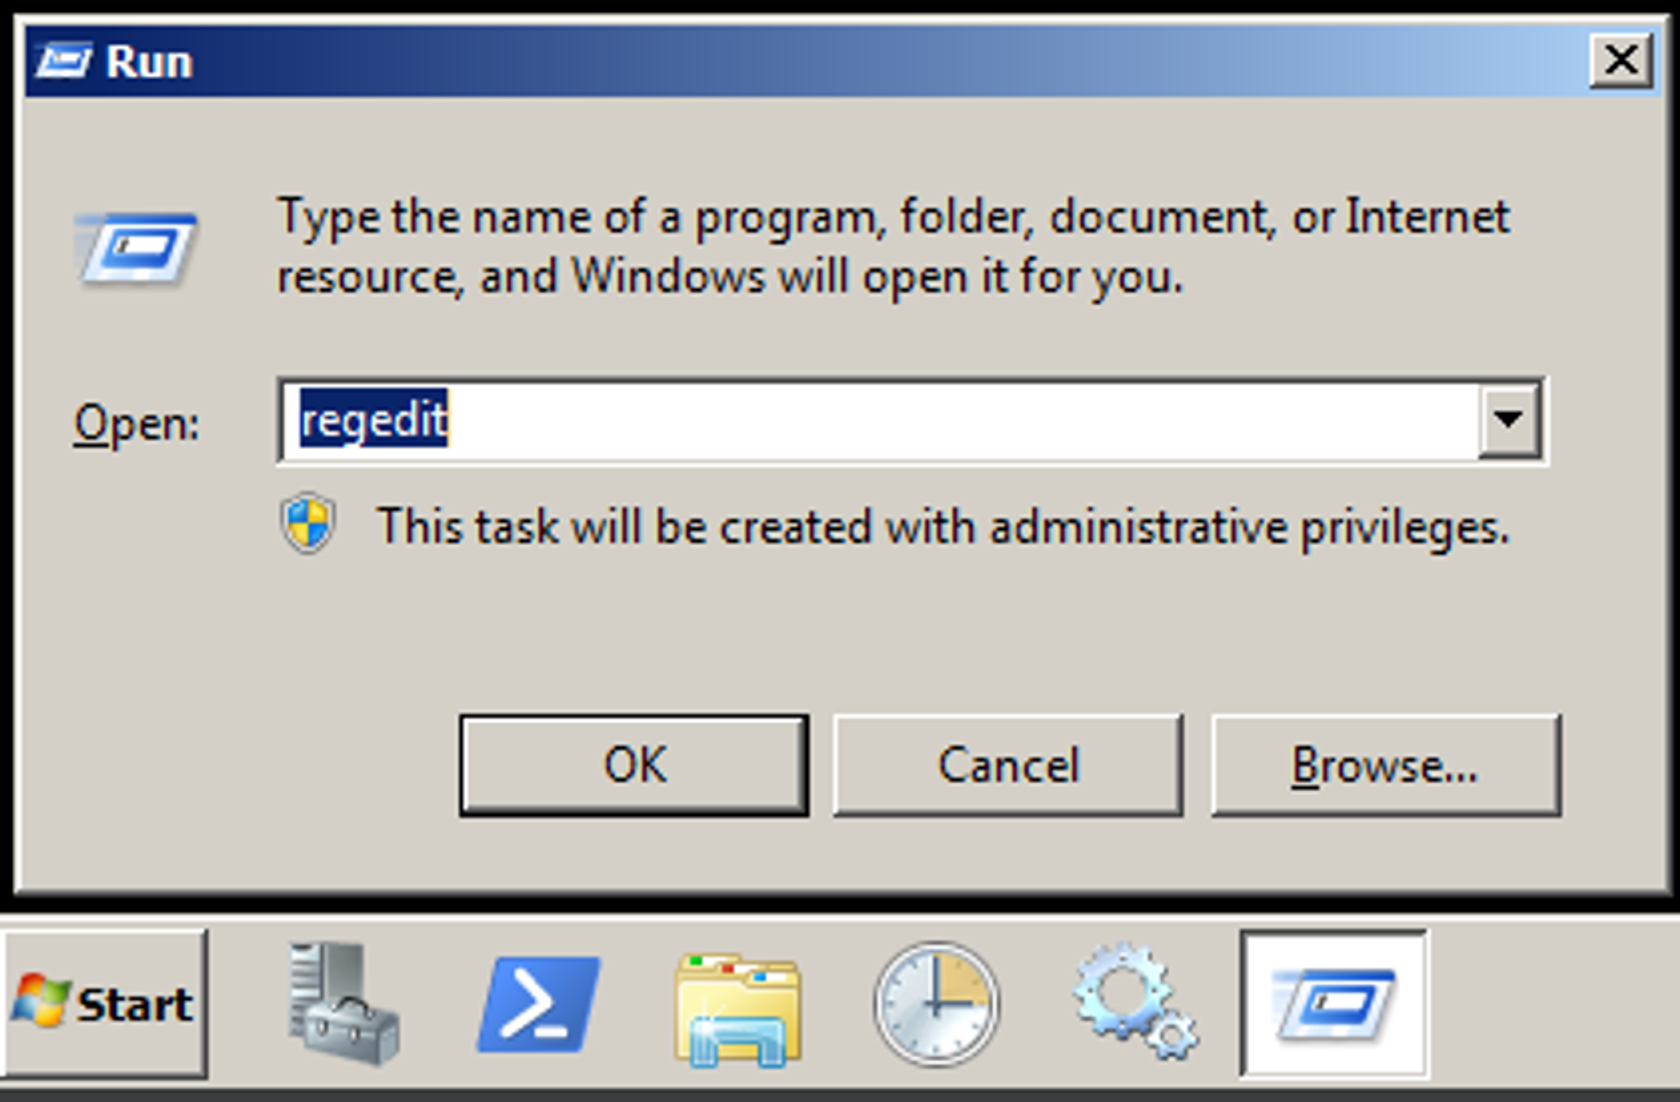 Run
Type the name of a program, folder, document, or Internet
resource, and Windows will open it for you.
Open:
regedit
This task will be created with administrative privileges.
OK
Cancel
Browse...
Start